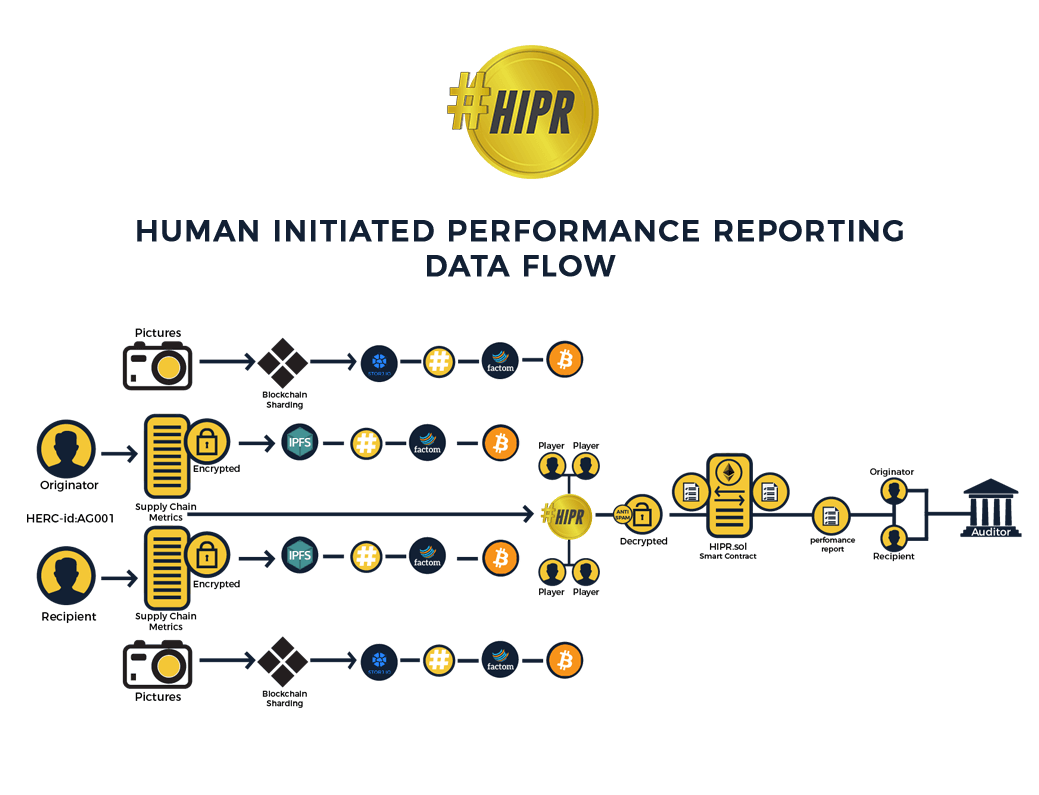 #HIPR
HUMAN INITIATED PERFORMANCE REPORTING
DATA FLOW
Pictures
Blockchain
Sharding
STORJ.IO
#
factom
Originator
Encrypted
Supply Chain
Metrics
IPFS
#
factom
HERC-id:AG001
Recipient
Encrypted
Supply Chain
Metrics
IPFS
#
factom
Pictures
Blockchain
Sharding
STORJ.IO
#
factom
Player Player
#HIPR
Player Player
ANTI
SPAM
Decrypted
HIPR.sol
Smart Contract
perfomance
report
Originator
Recipient
Auditor